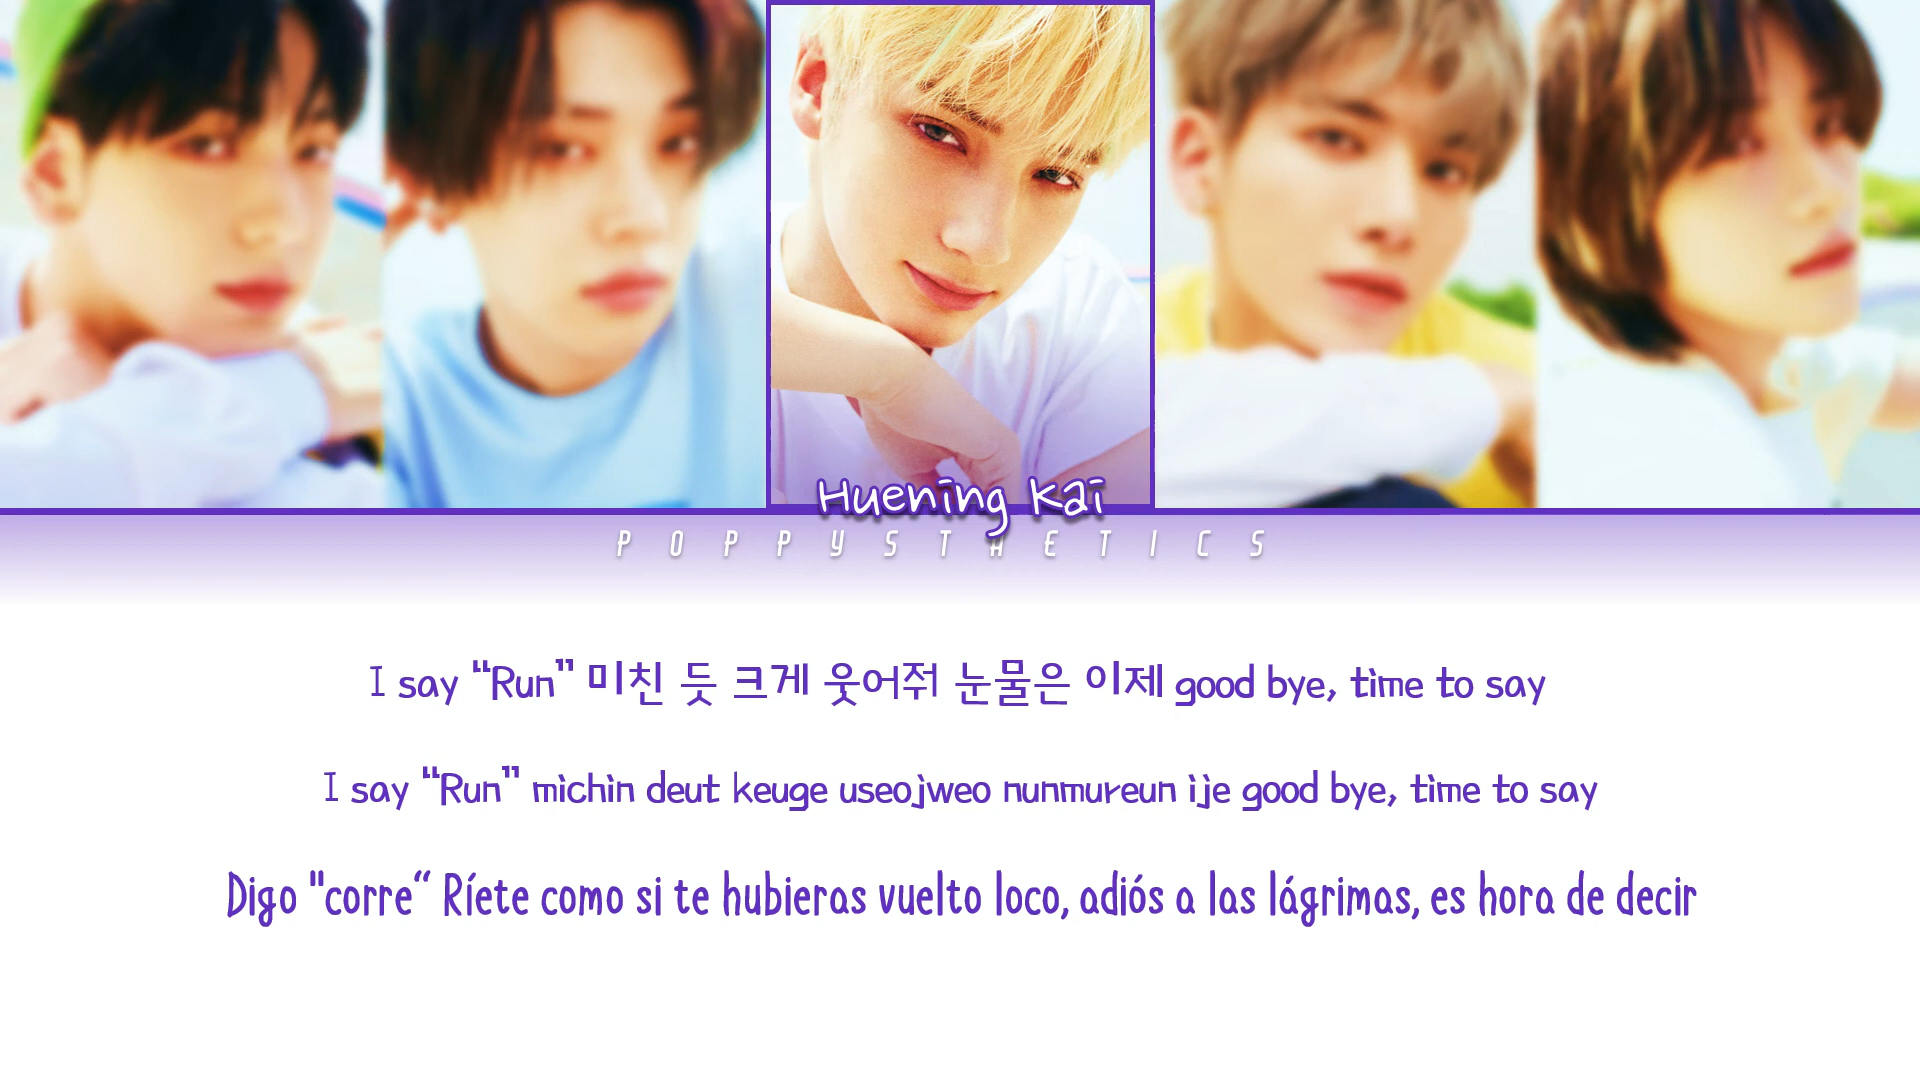 Huening Kai
POPPYSTHETICS
I say “Run” 미친 듯 크게 웃어줘 눈물은 이제 good bye, time to say
I say “Run” michin deut keuge useojweo nunmureun ije good bye, time to say
Digo "corre“ Ríete como si te hubieras vuelto loco, adiós a las lágrimas, es hora de decir